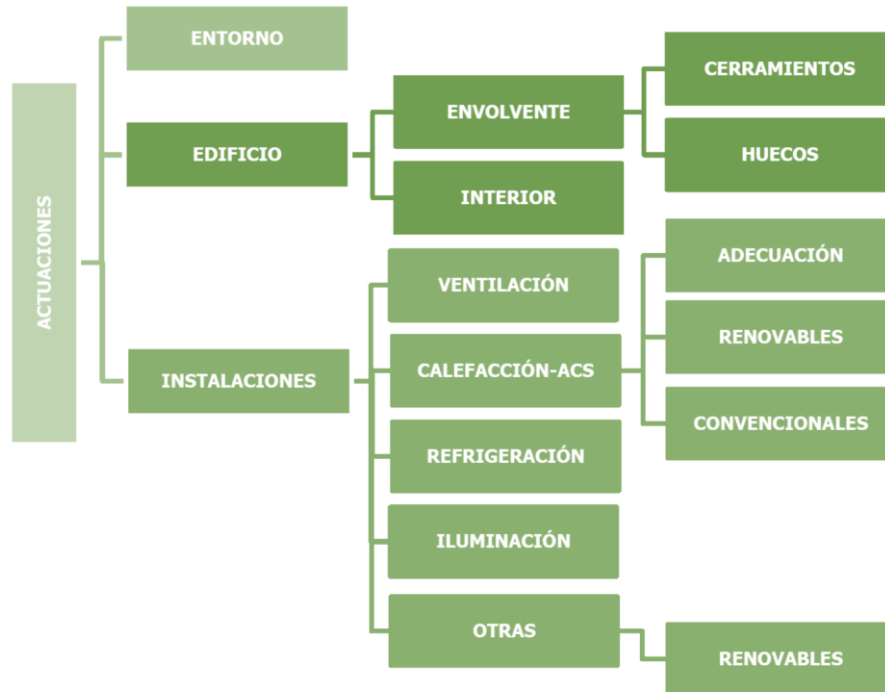 ACTUACIONES
ENTORNO
EDIFICIO
ENVOLVENTE
CERRAMIENTOS
HUECOS
INTERIOR
INSTALACIONES
VENTILACIÓN
CALEFACCIÓN-ACS
ADECUACIÓN
RENOVABLES
CONVENCIONALES
REFRIGERACIÓN
ILUMINACIÓN
OTRAS
RENOVABLES